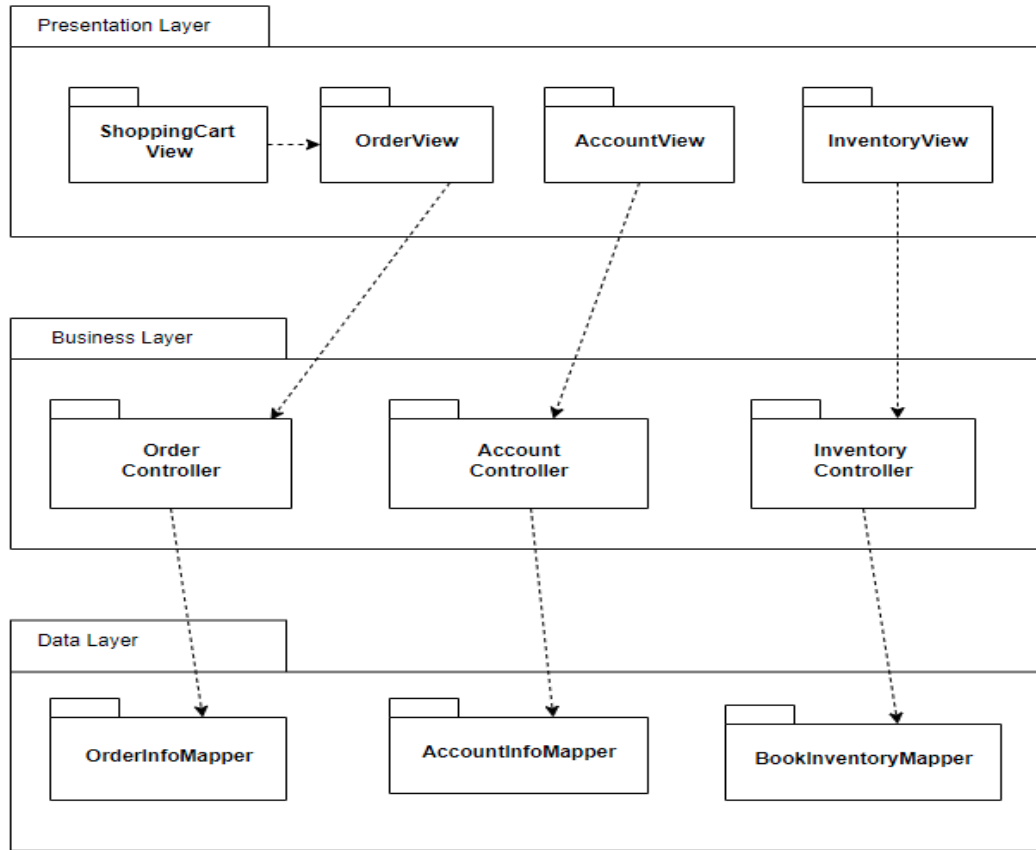 Presentation Layer
ShoppingCart
View
OrderView
AccountView
InventoryView
Business Layer
Order
Controller
Account
Controller
Inventory
Controller
Data Layer
OrderInfoMapper
AccountInfoMapper
BookInventoryMapper